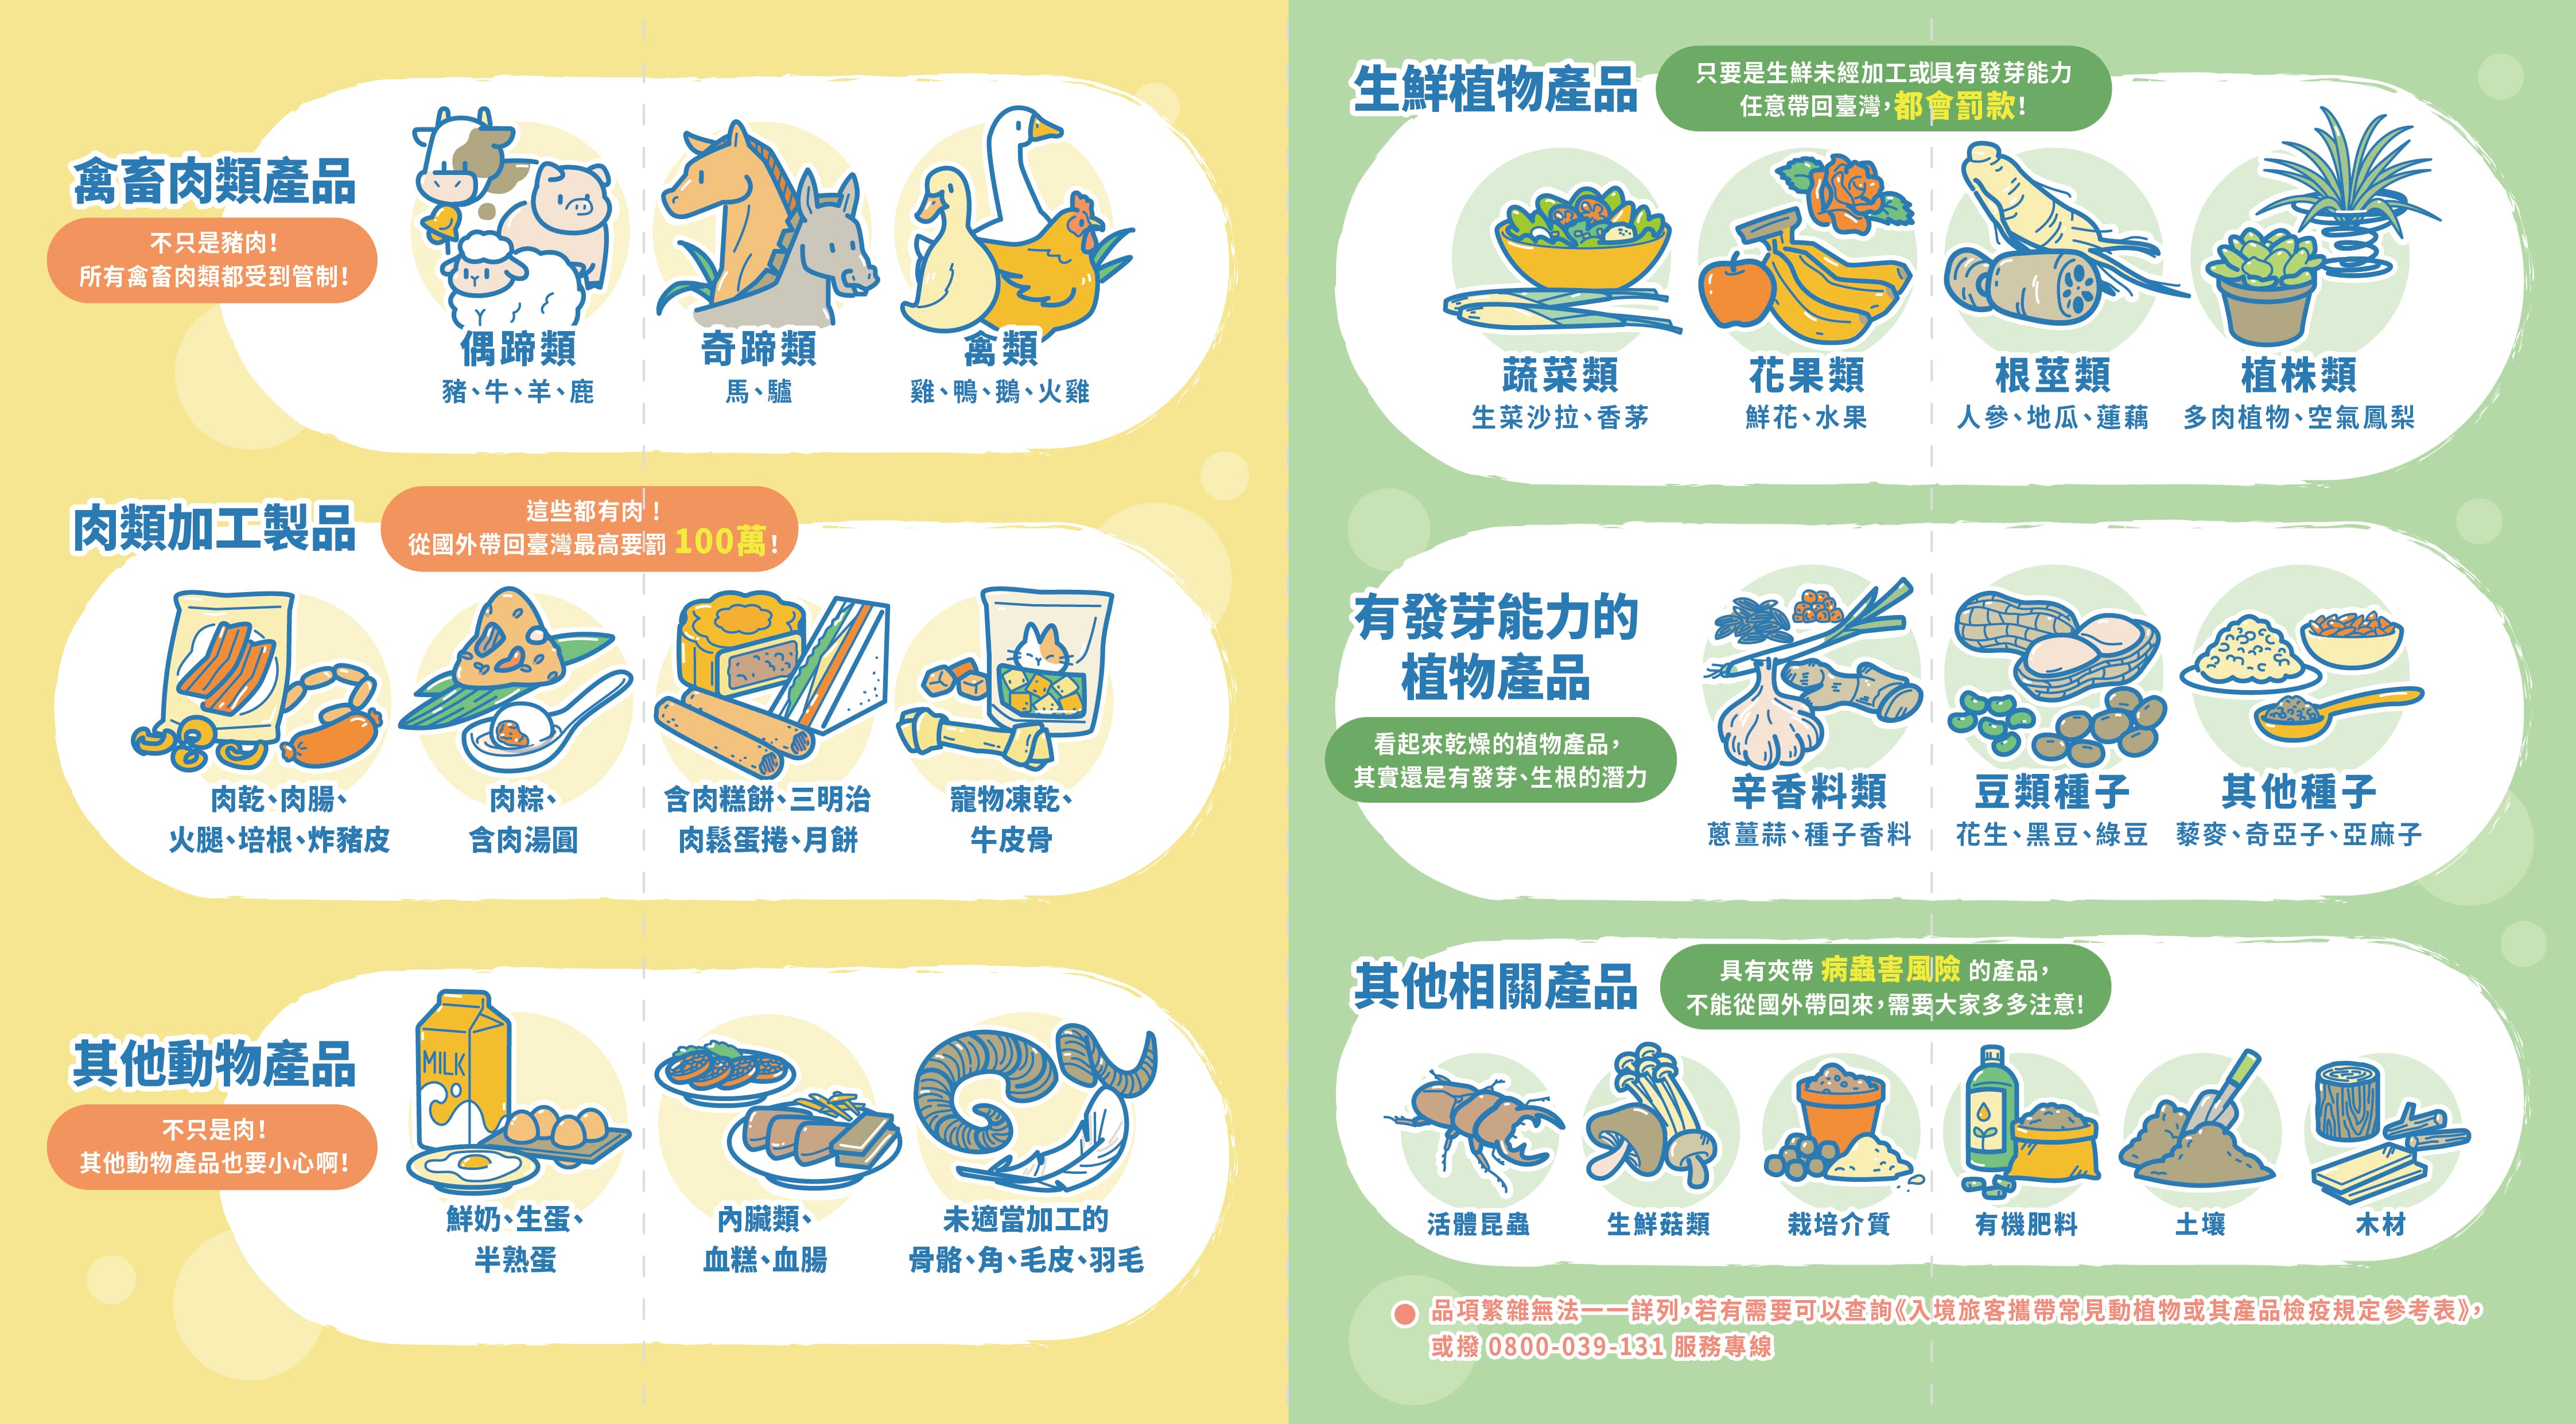 禽畜肉類產品
不只是豬肉！
所有禽畜肉類都受到管制！
偶蹄類
豬、牛、羊、鹿
奇蹄類
馬、驢
禽類
雞、鴨、鵝、火雞
肉類加工製品
這些都有肉！
從國外帶回臺灣最高要罰 100萬！
肉乾、肉腸、
火腿、培根、炸豬皮
肉粽、
含肉湯圓
含肉糕餅、三明治
肉鬆蛋捲、月餅
寵物凍乾、
牛皮骨
其他動物產品
不只是肉！
其他動物產品也要小心啊！
MILK
鮮奶、生蛋、
半熟蛋
內臟類、
血糕、血腸
未適當加工的
骨骼、角、毛皮、羽毛
生鮮植物產品
只要是生鮮未經加工或具有發芽能力
任意帶回臺灣，都會罰款！
蔬菜類
生菜沙拉、香茅
花果類
鮮花、水果
根莖類
人參、地瓜、蓮藕
植株類
多肉植物、空氣鳳梨
有發芽能力的
植物產品
看起來乾燥的植物產品，
其實還是有發芽、生根的潛力
辛香料類
蔥薑蒜、種子香料
豆類種子
花生、黑豆、綠豆
其他種子
藜麥、奇亞子、亞麻子
其他相關產品
具有夾帶 病蟲害風險 的產品，
不能從國外帶回來，需要大家多多注意！
活體昆蟲
生鮮菇類
栽培介質
有機肥料
土壤
木材
品項繁雜無法一一詳列，若有需要可以查詢《入境旅客攜帶常見動植物或其產品檢疫規定參考表》，
或撥 0800-039-131 服務專線